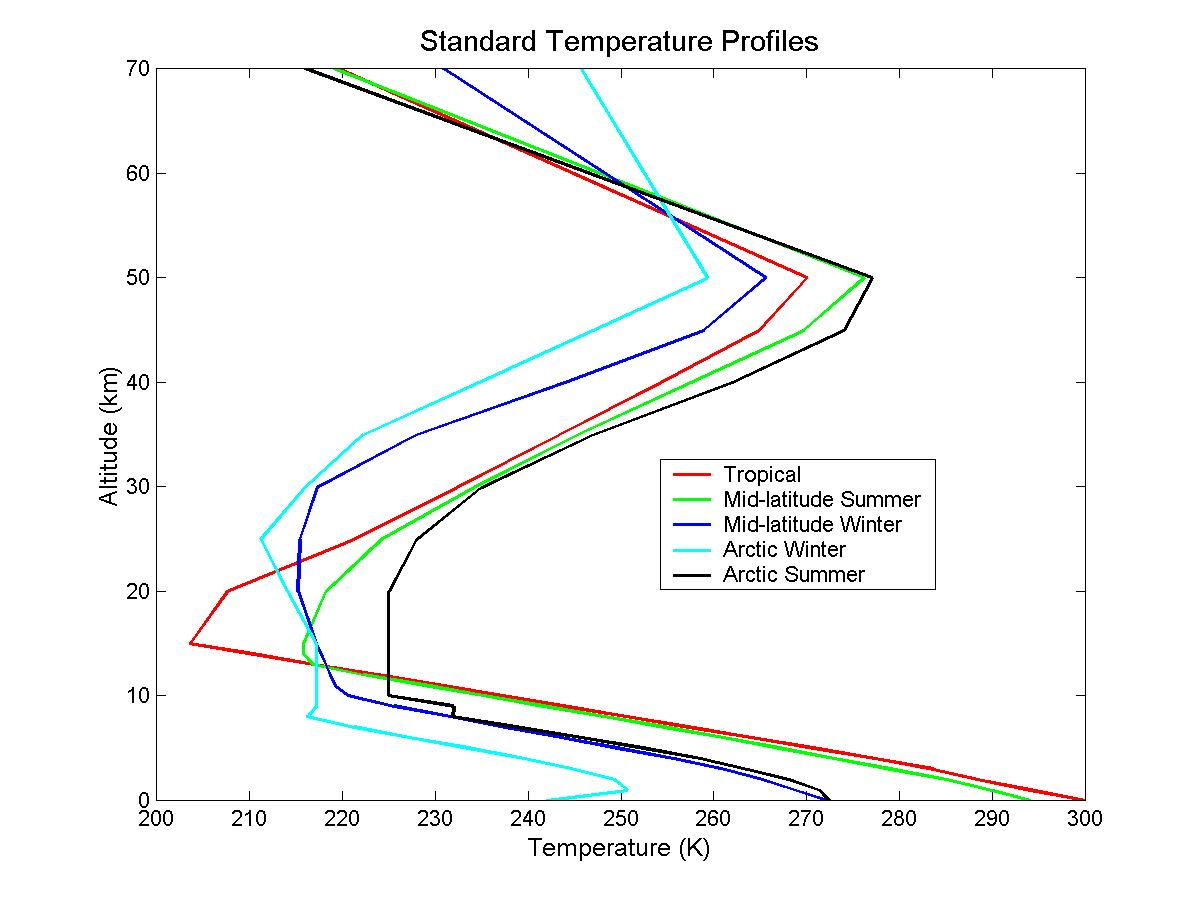 Standard Temperature Profiles
70
60
50
40
30
20
10
0
Altitude (km)
Tropical
Mid-latitude Summer
Mid-latitude Winter
Arctic Winter
Arctic Summer
200 210 220 230 240 250 260 270 280 290 300
Temperature (K)